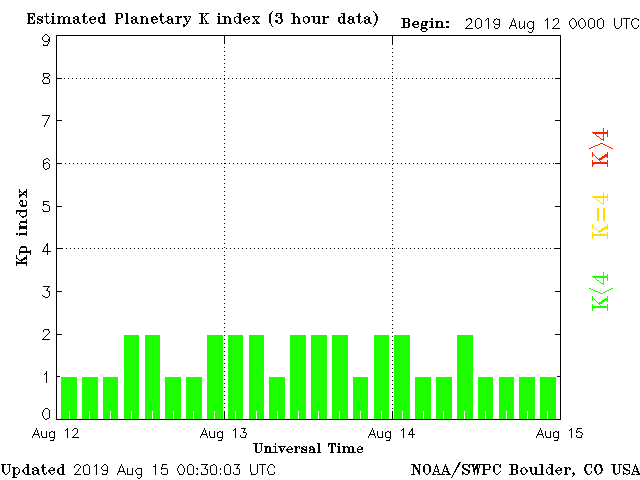 Estimated Planetary K index (3 hour data) Begin: 2019 Aug 12 0000 UTC
9
8
7
6
5
4
3
2
1
0
Kp index
K<4 K=4 K>4
Aug 12 Aug 13 Aug 14 Aug 15
Universal Time
Updated 2019 Aug 15 00:30:03 UTC NOAA/SWPC Boulder, CO USA